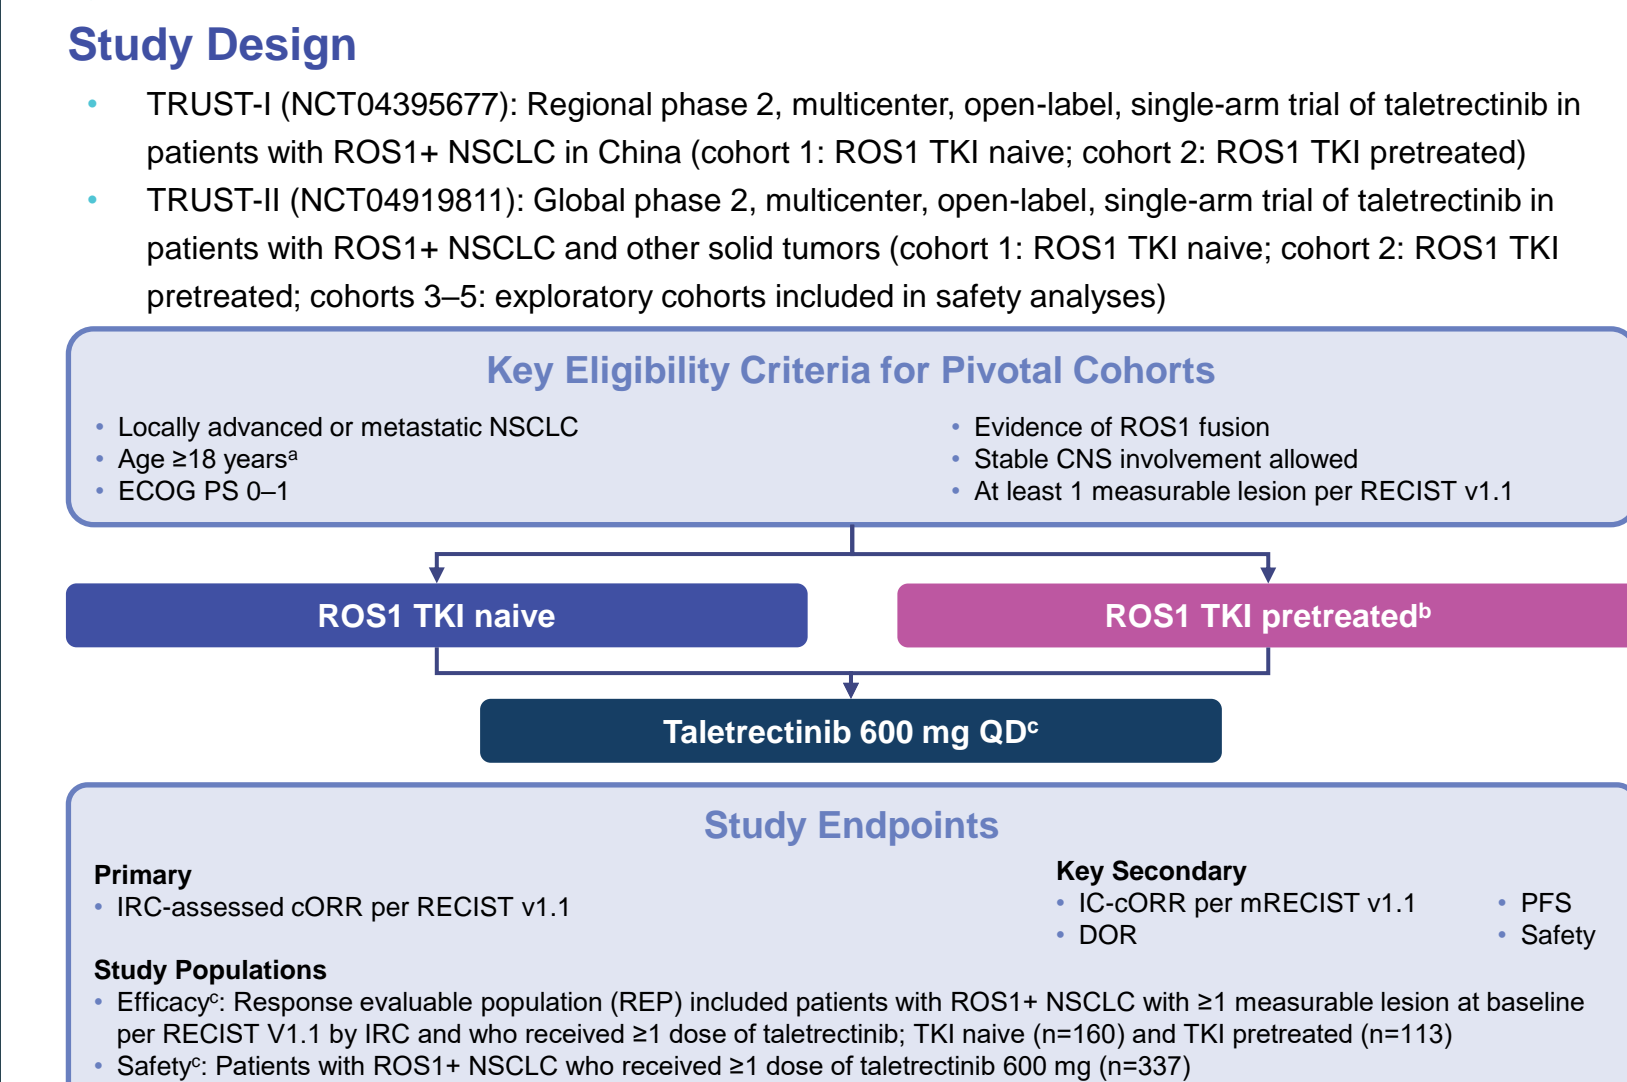 Study Design
• TRUST-I (NCT04395677): Regional phase 2, multicenter, open-label, single-arm trial of taletrectinib in
patients with ROS1+ NSCLC in China (cohort 1: ROS1 TKI naive; cohort 2: ROS1 TKI pretreated)
• TRUST-II (NCT04919811): Global phase 2, multicenter, open-label, single-arm trial of taletrectinib in
patients with ROS1+ NSCLC and other solid tumors (cohort 1: ROS1 TKI naive; cohort 2: ROS1 TKI
pretreated; cohorts 3–5: exploratory cohorts included in safety analyses)
Key Eligibility Criteria for Pivotal Cohorts
• Locally advanced or metastatic NSCLC
• Age ≥18 yearsᵃ
• ECOG PS 0–1
• Evidence of ROS1 fusion
• Stable CNS involvement allowed
• At least 1 measurable lesion per RECIST v1.1
ROS1 TKI naive
ROS1 TKI pretreatedᵇ
Taletrectinib 600 mg QDᶜ
Study Endpoints
Primary
• IRC-assessed cORR per RECIST v1.1
Key Secondary
• IC-cORR per mRECIST v1.1
• DOR
• PFS
• Safety
Study Populations
• Efficacyᶜ: Response evaluable population (REP) included patients with ROS1+ NSCLC with ≥1 measurable lesion at baseline
per RECIST V1.1 by IRC and who received ≥1 dose of taletrectinib; TKI naive (n=160) and TKI pretreated (n=113)
• Safetyᶜ: Patients with ROS1+ NSCLC who received ≥1 dose of taletrectinib 600 mg (n=337)